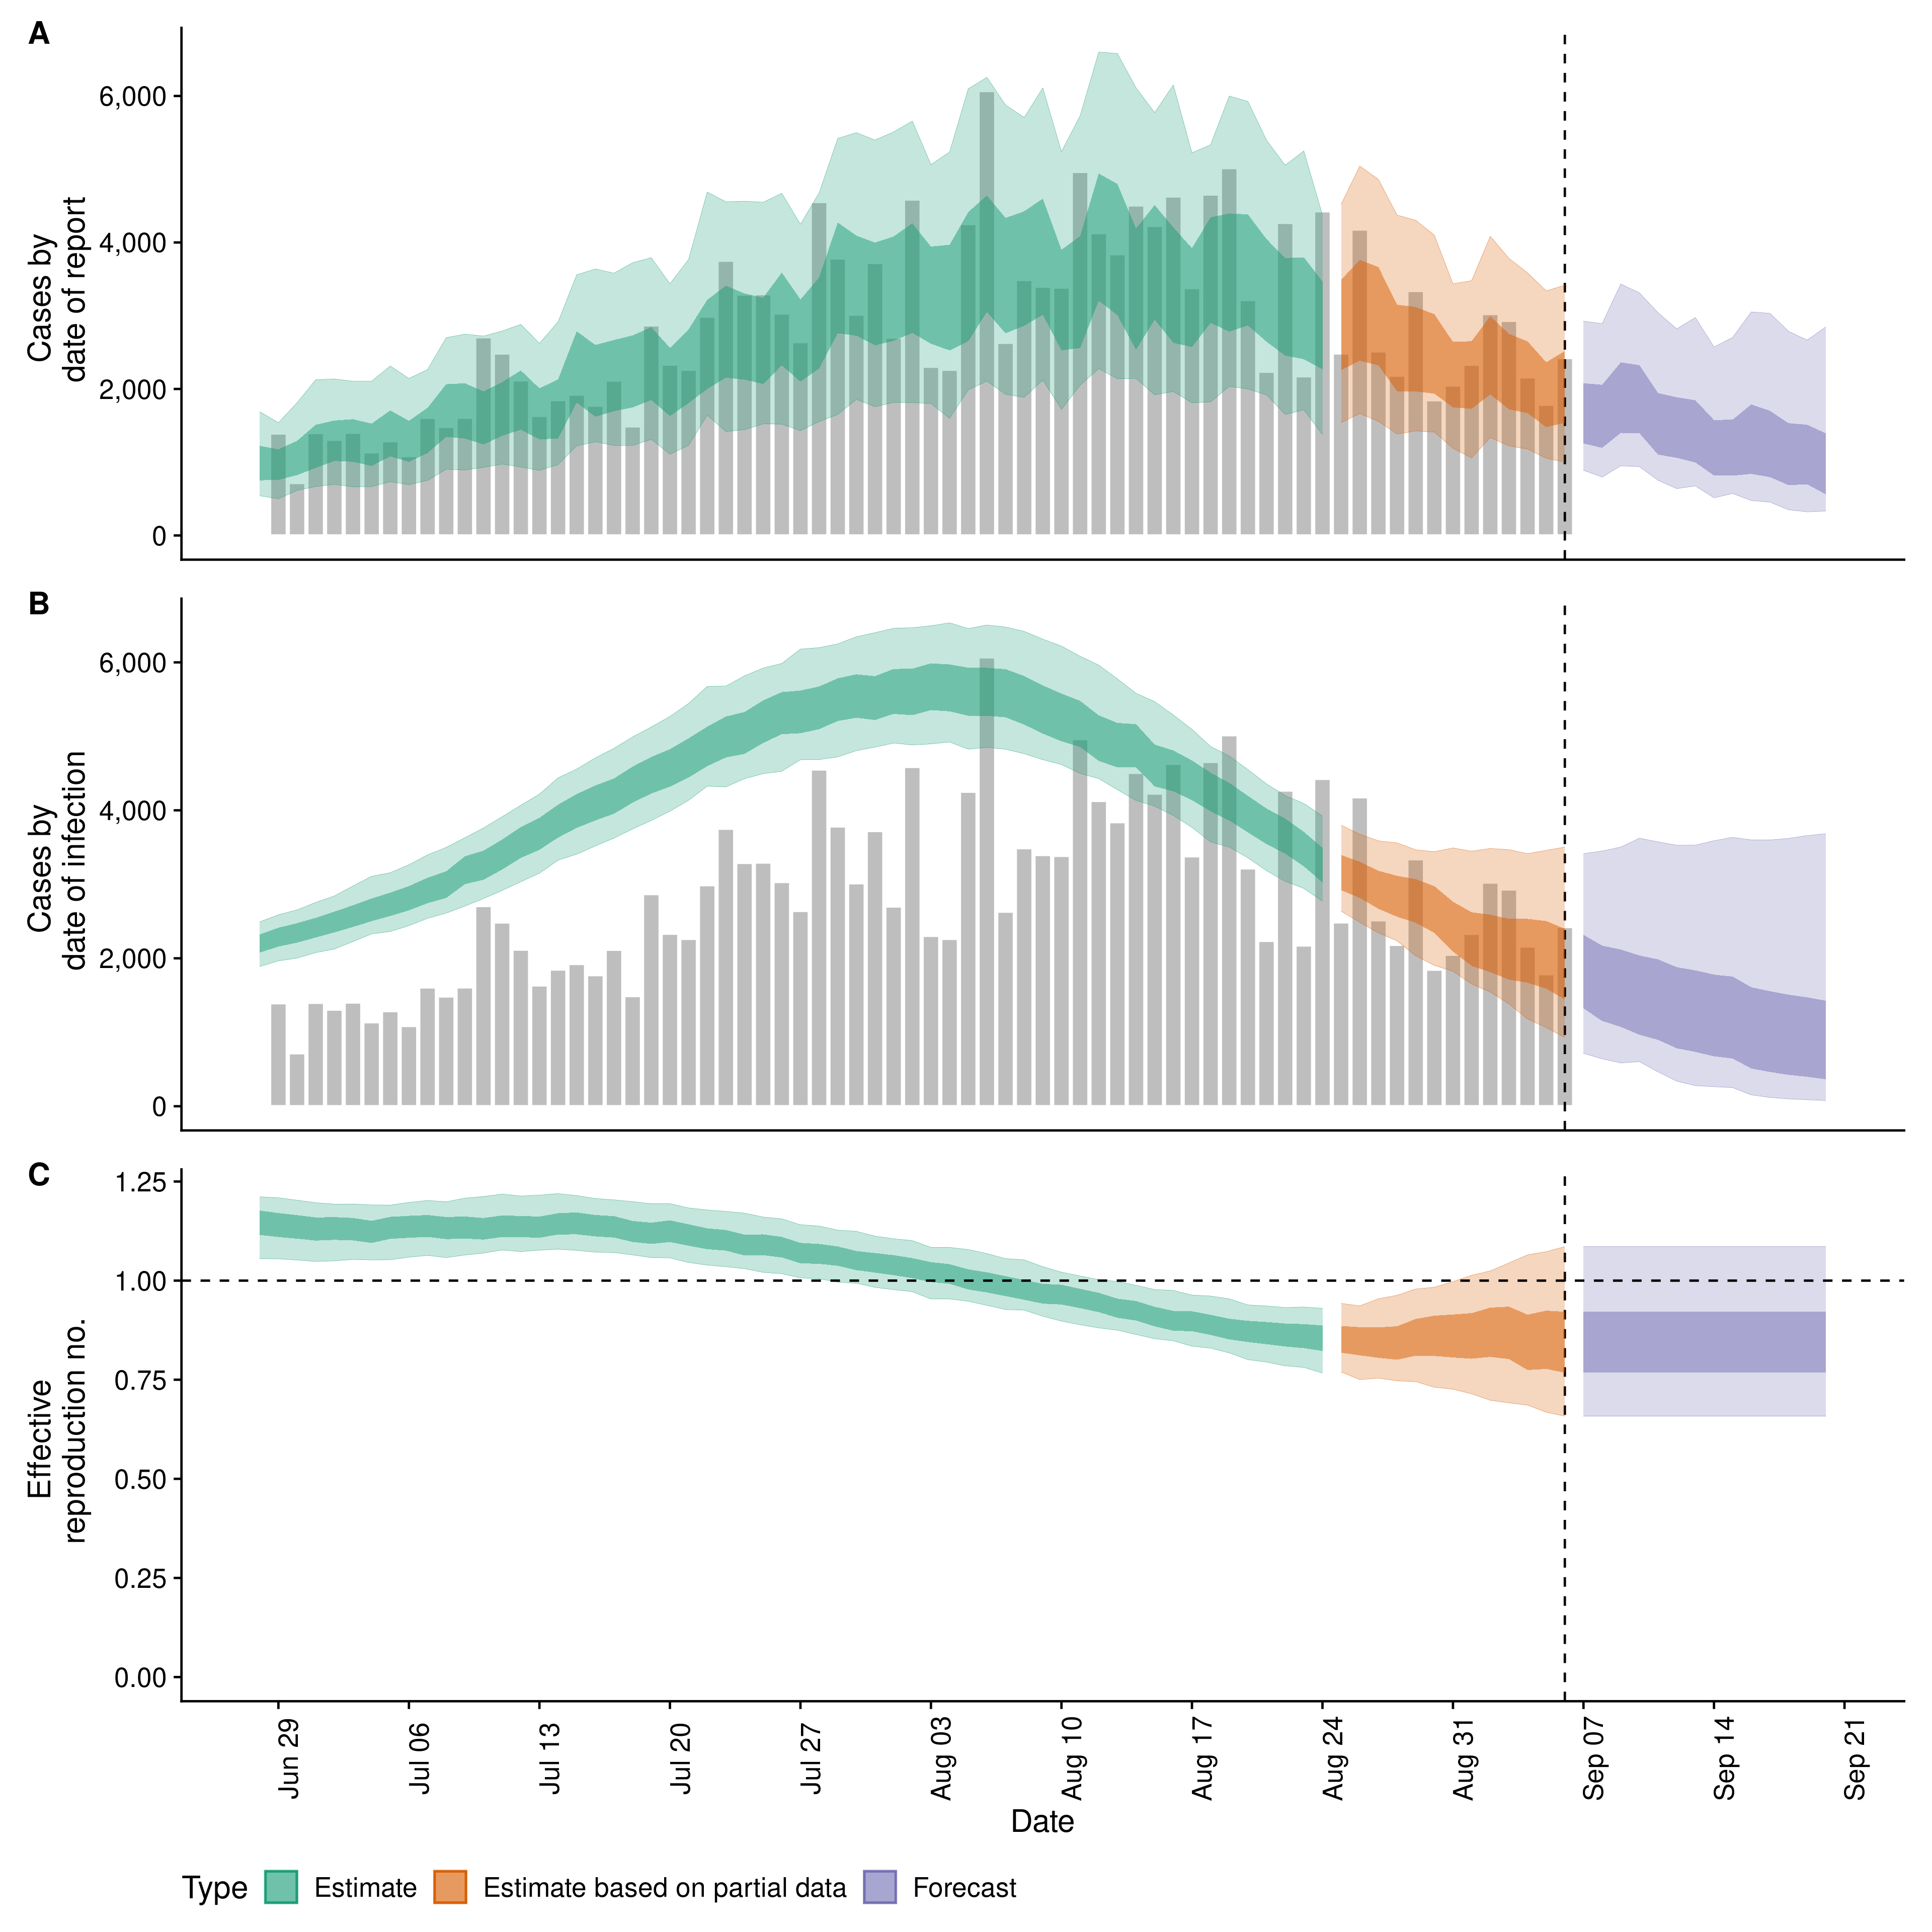 A
Cases by
date of report
6,000
4,000
2,000
0
B
Cases by
date of infection
6,000
4,000
2,000
0
C
Effective
reproduction no.
1.25
1.00
0.75
0.50
0.25
0.00
Jun 29
Jul 06
Jul 13
Jul 20
Jul 27
Aug 03
Aug 10
Aug 17
Aug 24
Aug 31
Sep 07
Sep 14
Sep 21
Date
Type Estimate Estimate based on partial data Forecast